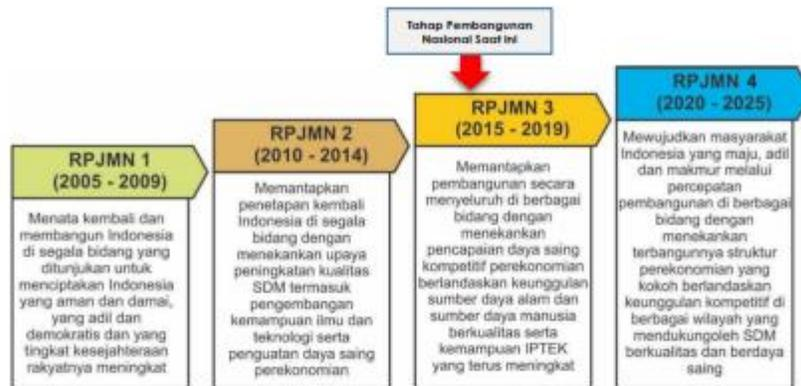 Tahap Pembangunan
Nasional Saat Ini
RPJMN 1
(2005 - 2009)
Menata kembali dan
membangun Indonesia
di segala bidang yang
ditunjukan untuk
menciptakan Indonesia
yang aman dan damai,
yang adil dan
demokratis dan yang
tingkat kesejahteraan
rakyatnya meningkat
RPJMN 2
(2010 - 2014)
Memantapkan
penetapan kembali
Indonesia di segala
bidang dengan
menekankan upaya
peningkatan kualitas
SDM termasuk
pengembangan
kemampuan ilmu dan
teknologi serta
penguatan daya saing
perekonomian
RPJMN 3
(2015 - 2019)
Memantapkan
pembangunan secara
menyeluruh di berbagai
bidang dengan
menekankan
pencapaian daya saing
kompetitif perekonomian
berlandaskan keunggulan
sumber daya alam dan
sumber daya manusia
berkualitas serta
kemampuan IPTEK
yang terus meningkat
RPJMN 4
(2020 - 2025)
Mewujudkan masyarakat
Indonesia yang maju, adil
dan makmur melalui
percepatan
pembangunan di berbagai
bidang dengan
menekankan
terbangunnya struktur
perekonomian yang
kokoh berlandaskan
keunggulan kompetitif di
berbagai wilayah yang
mendukungoleh SDM
berkualitas dan berdaya
saing